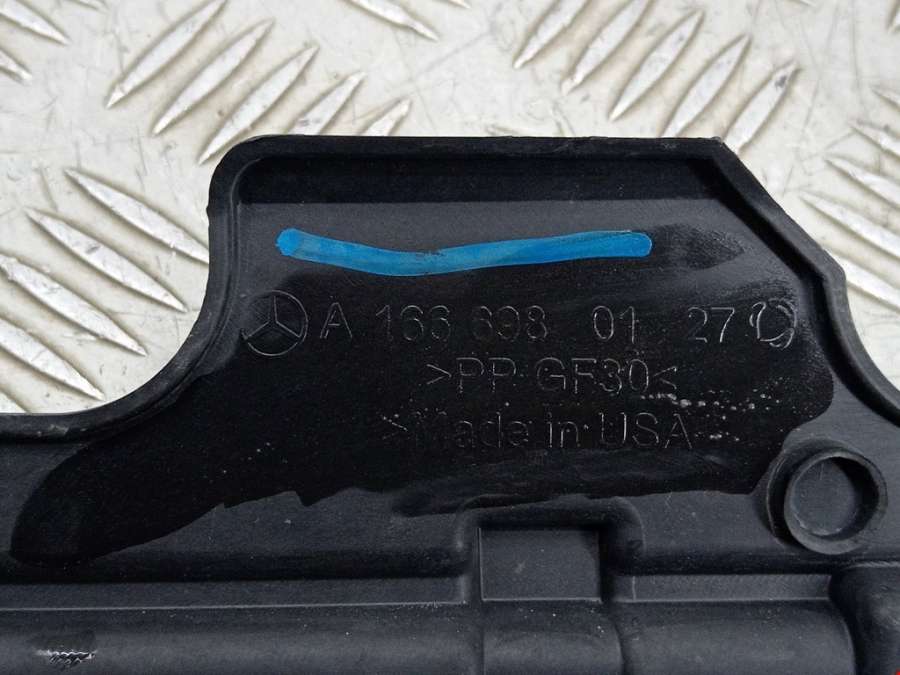 A 166 698 01 27
>PP GF30<
>Made in USA<